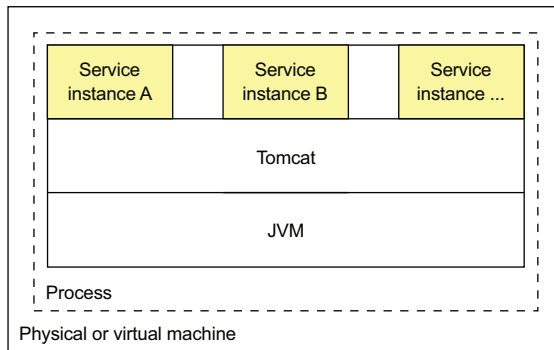 Service
instance A
Service
instance B
Service
instance ...
Tomcat
JVM
Process
Physical or virtual machine